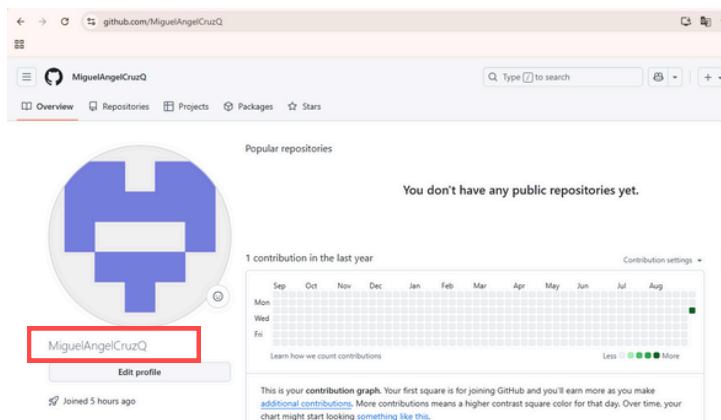 github.com/MiguelAngelCruzQ
MiguelAngelCruzQ
Type / to search
Overview Repositories Projects Packages Stars
Popular repositories
You don't have any public repositories yet.
1 contribution in the last year
Contribution settings
Sep Oct Nov Dec Jan Feb Mar Apr May Jun Jul Aug
Mon
Wed
Fri
Learn how we count contributions
Less More
MiguelAngelCruzQ
Edit profile
Joined 5 hours ago
This is your contribution graph. Your first square is for joining GitHub and you'll earn more as you make
additional contributions. More contributions means a higher contrast square color for that day. Over time, your
chart might start looking something like this.